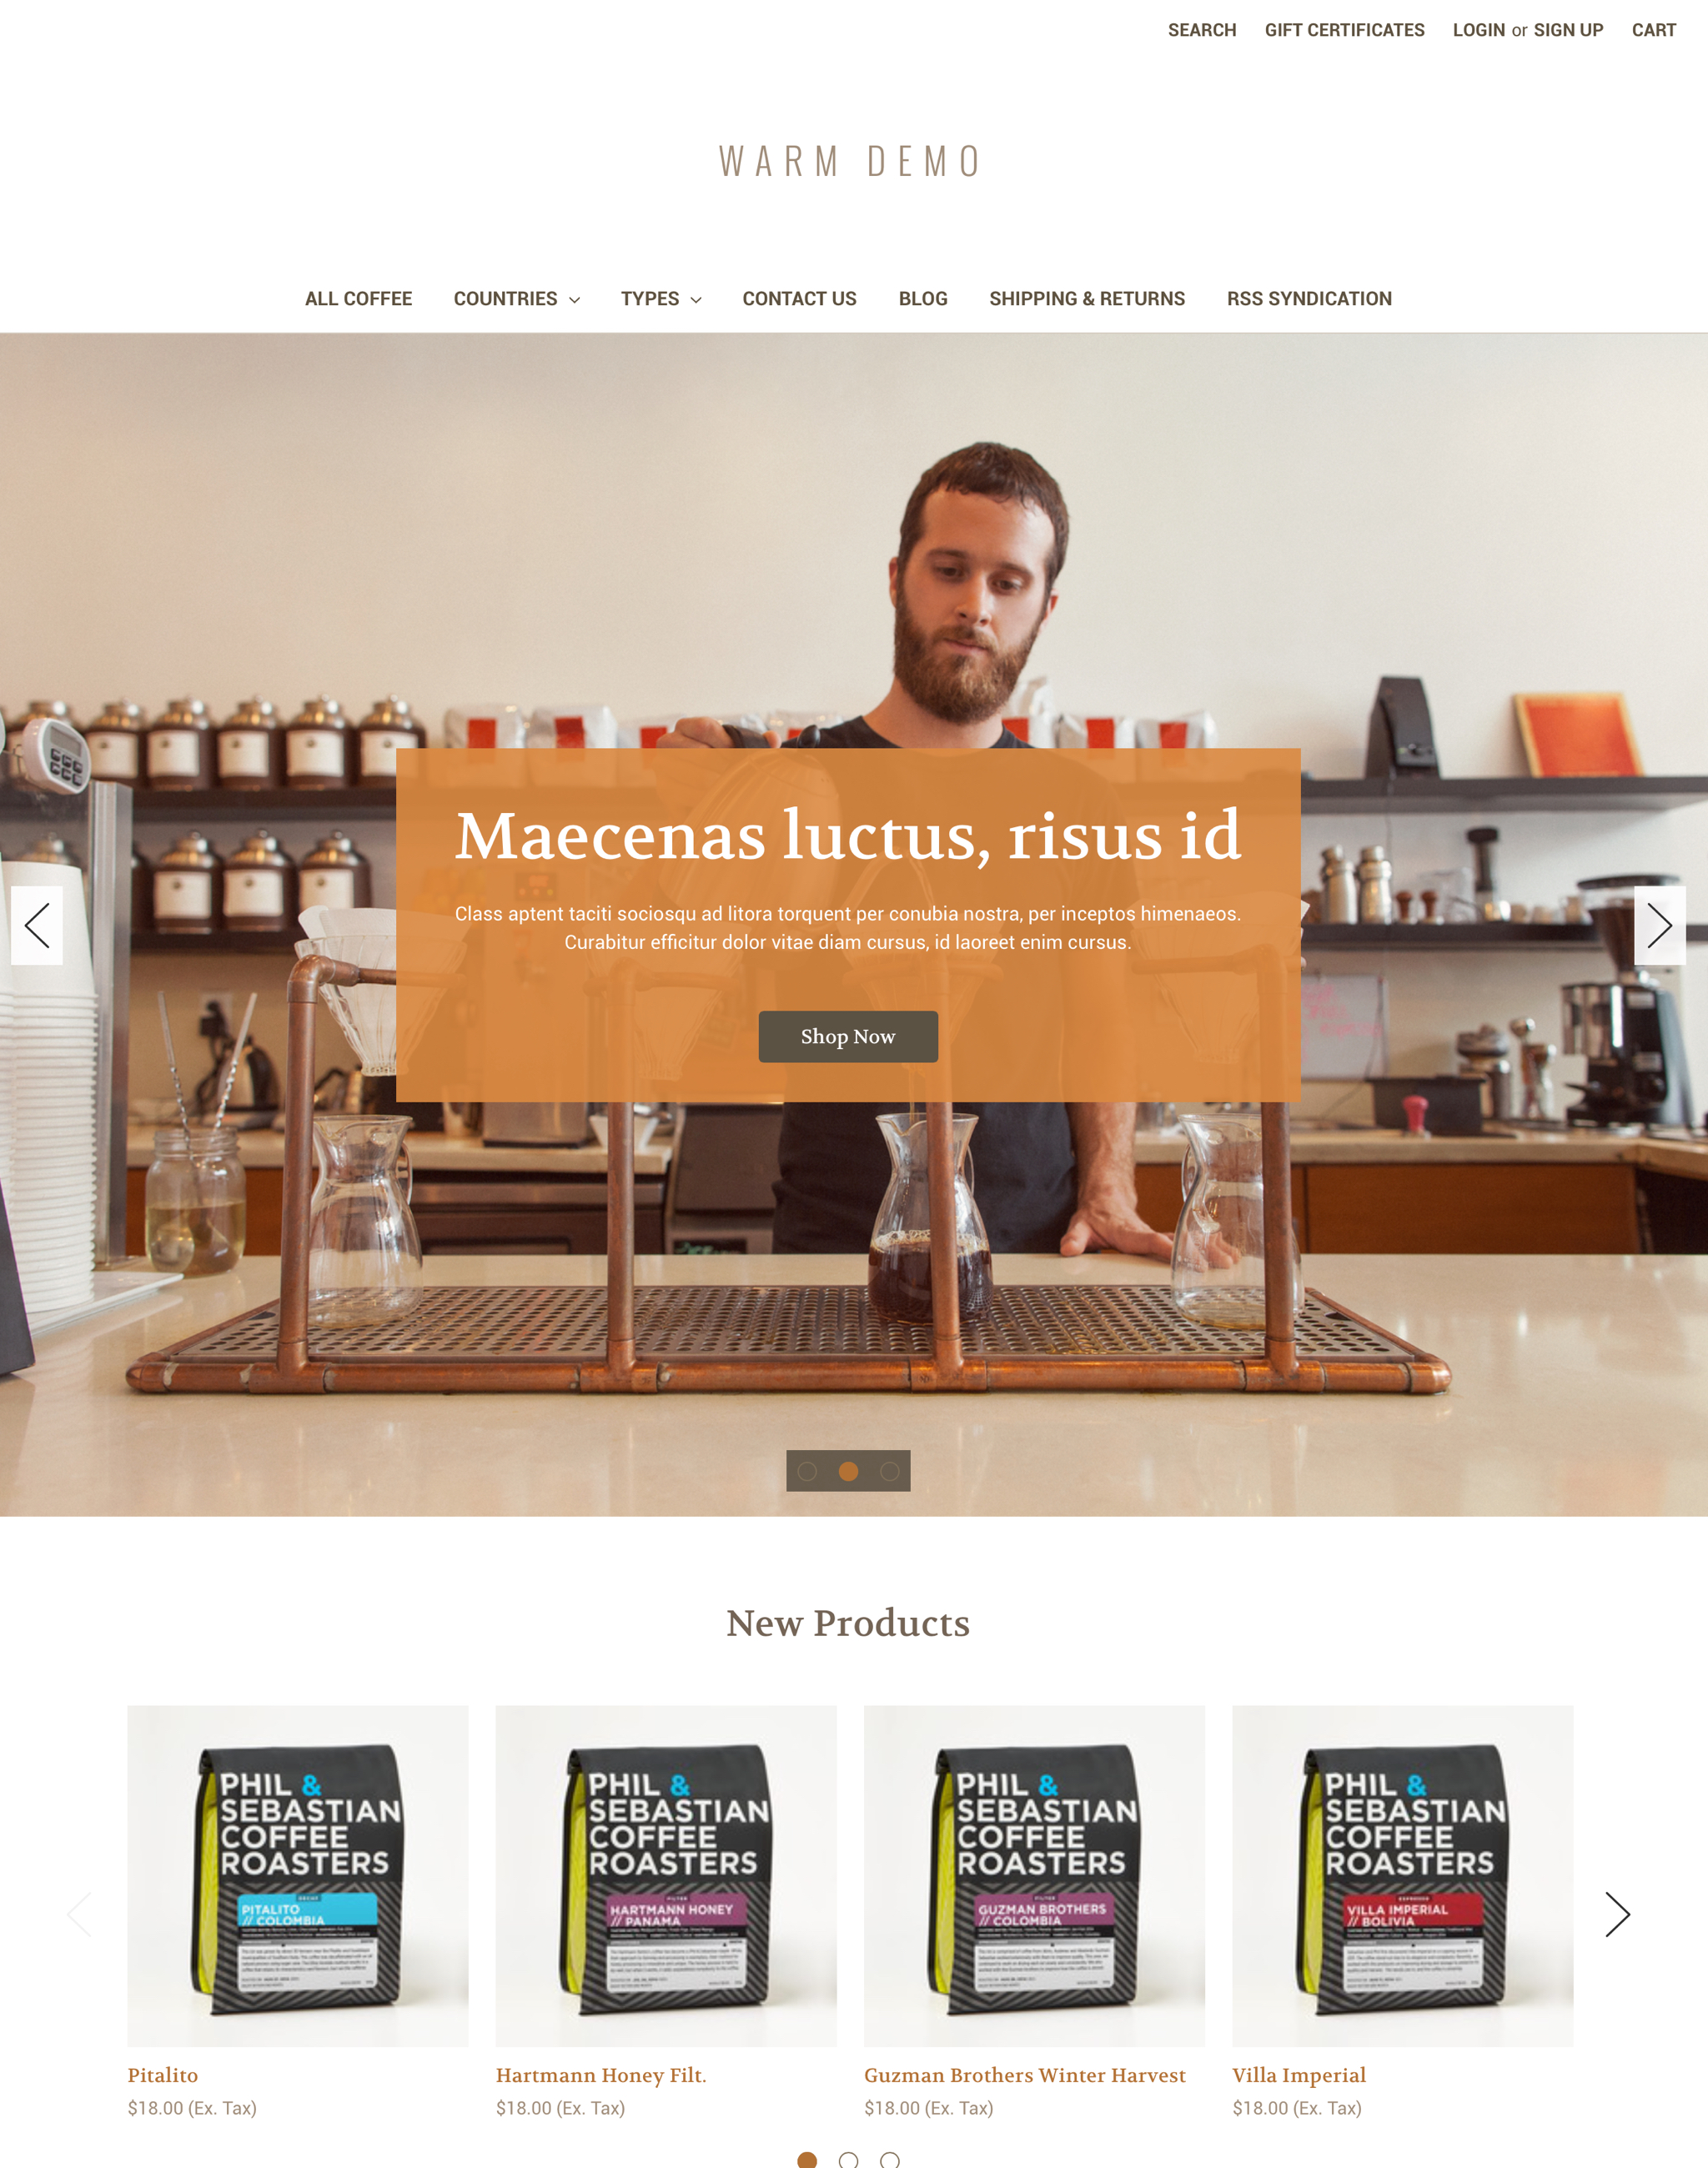 SEARCH GIFT CERTIFICATES LOGIN or SIGN UP CART
WARM DEMO
ALL COFFEE COUNTRIES TYPES CONTACT US BLOG SHIPPING & RETURNS RSS SYNDICATION
Maecenas luctus, risus id
Class aptent taciti sociosqu ad litora torquent per conubia nostra, per inceptos himenaeos.
Curabitur efficitur dolor vitae diam cursus, id laoreet enim cursus.
Shop Now
New Products
PHIL &
SEBASTIAN
COFFEE
ROASTERS
DECAF
PITALITO
// COLOMBIA
Pitalito
$18.00 (Ex. Tax)
PHIL &
SEBASTIAN
COFFEE
ROASTERS
FILTER
HARTMANN HONEY
// PANAMA
Hartmann Honey Filt.
$18.00 (Ex. Tax)
PHIL &
SEBASTIAN
COFFEE
ROASTERS
FILTER
GUZMAN BROTHERS
// COLOMBIA
Guzman Brothers Winter Harvest
$18.00 (Ex. Tax)
PHIL &
SEBASTIAN
COFFEE
ROASTERS
ESPRESSO
VILLA IMPERIAL
// BOLIVIA
Villa Imperial
$18.00 (Ex. Tax)